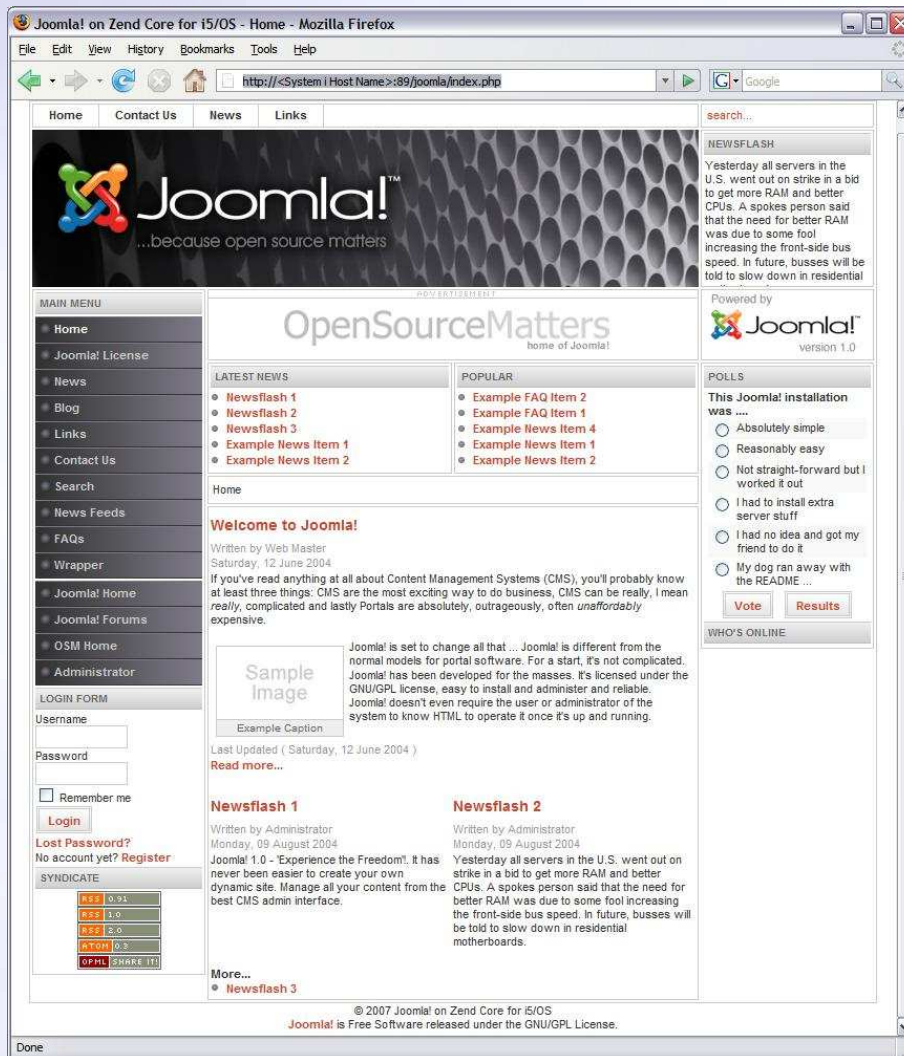 Joomla! on Zend Core for i5/OS - Home - Mozilla Firefox
File Edit View History Bookmarks Tools Help
http://<System i Host Name>:89/joomla/index.php
Google
Home Contact Us News Links
search...
Joomla!™
...because open source matters
NEWSFLASH
Yesterday all servers in the
U.S. went out on strike in a bid
to get more RAM and better
CPUs. A spokes person said
that the need for better RAM
was due to some fool
increasing the front-side bus
speed. In future, busses will be
told to slow down in residential
MAIN MENU
Home
Joomla! License
News
Blog
Links
Contact Us
Search
News Feeds
FAQs
Wrapper
Joomla! Home
Joomla! Forums
OSM Home
Administrator
LOGIN FORM
Username
Password
Remember me
Login
Lost Password?
No account yet? Register
SYNDICATE
RSS 0.91
RSS 1.0
RSS 2.0
ATOM 0.3
OPML SHARE IT!
ADVERTISEMENT
OpenSourceMatters
home of Joomla!
LATEST NEWS
Newsflash 1
Newsflash 2
Newsflash 3
Example News Item 1
Example News Item 2
POPULAR
Example FAQ Item 2
Example FAQ Item 1
Example News Item 4
Example News Item 1
Example News Item 2
Home
Welcome to Joomla!
Written by Web Master
Saturday, 12 June 2004
If you've read anything at all about Content Management Systems (CMS), you'll probably know
at least three things: CMS are the most exciting way to do business, CMS can be really, I mean
really, complicated and lastly Portals are absolutely, outrageously, often unaffordably
expensive.
Sample
Image
Example Caption
Joomla! is set to change all that ... Joomla! is different from the
normal models for portal software. For a start, it's not complicated.
Joomla! has been developed for the masses. It's licensed under the
GNU/GPL license, easy to install and administer and reliable.
Joomla! doesn't even require the user or administrator of the
system to know HTML to operate it once it's up and running.
Last Updated ( Saturday, 12 June 2004 )
Read more...
Newsflash 1
Written by Administrator
Monday, 09 August 2004
Joomla! 1.0 - 'Experience the Freedom'!. It has
never been easier to create your own
dynamic site. Manage all your content from the
best CMS admin interface.
Newsflash 2
Written by Administrator
Monday, 09 August 2004
Yesterday all servers in the U.S. went out on
strike in a bid to get more RAM and better
CPUs. A spokes person said that the need for
better RAM was due to some fool increasing
the front-side bus speed. In future, busses will
be told to slow down in residential
motherboards.
More...
Newsflash 3
Powered by
Joomla!™
version 1.0
POLLS
This Joomla! installation
was ....
Absolutely simple
Reasonably easy
Not straight-forward but I
worked it out
I had to install extra
server stuff
I had no idea and got my
friend to do it
My dog ran away with
the README ...
Vote Results
WHO'S ONLINE
© 2007 Joomla! on Zend Core for i5/OS
Joomla! is Free Software released under the GNU/GPL License.
Done